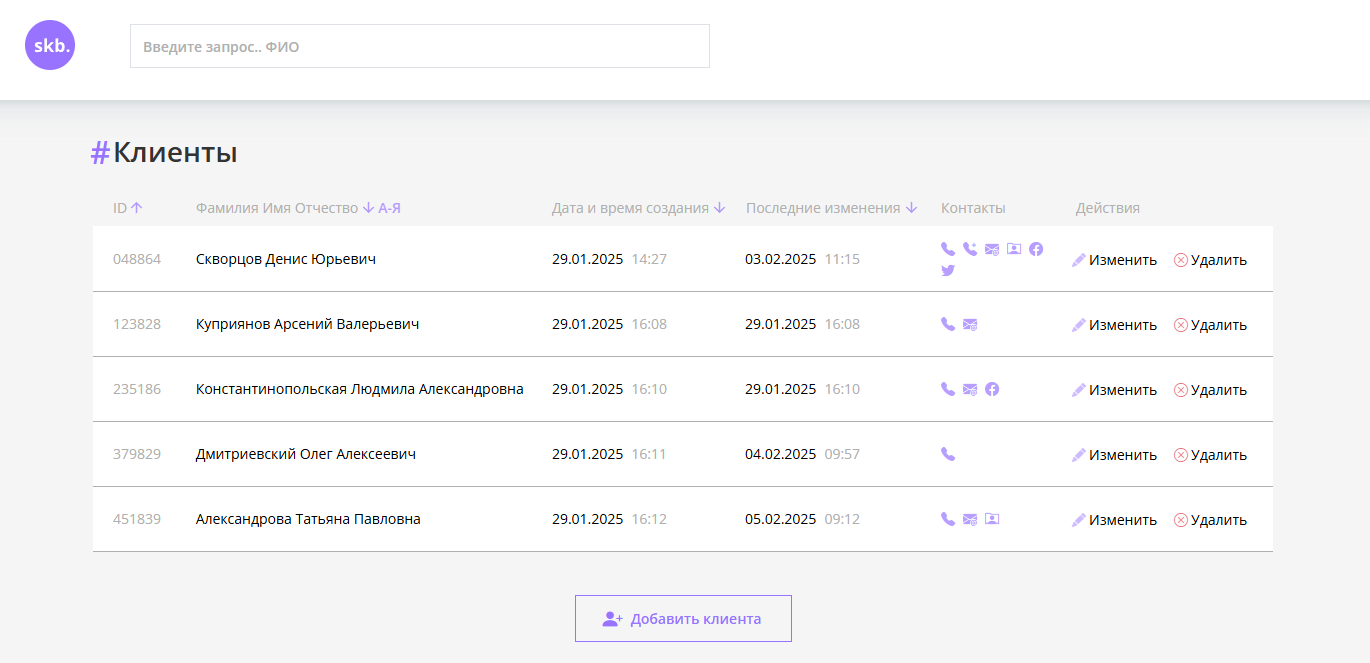 skb.
Введите запрос.. ФИО
#Клиенты
ID Фамилия Имя Отчество А-Я Дата и время создания Последние изменения Контакты Действия
048864 Скворцов Денис Юрьевич 29.01.2025 14:27 03.02.2025 11:15 Изменить Удалить
123828 Куприянов Арсений Валерьевич 29.01.2025 16:08 29.01.2025 16:08 Изменить Удалить
235186 Константинопольская Людмила Александровна 29.01.2025 16:10 29.01.2025 16:10 Изменить Удалить
379829 Дмитриевский Олег Алексеевич 29.01.2025 16:11 04.02.2025 09:57 Изменить Удалить
451839 Александрова Татьяна Павловна 29.01.2025 16:12 05.02.2025 09:12 Изменить Удалить
Добавить клиента